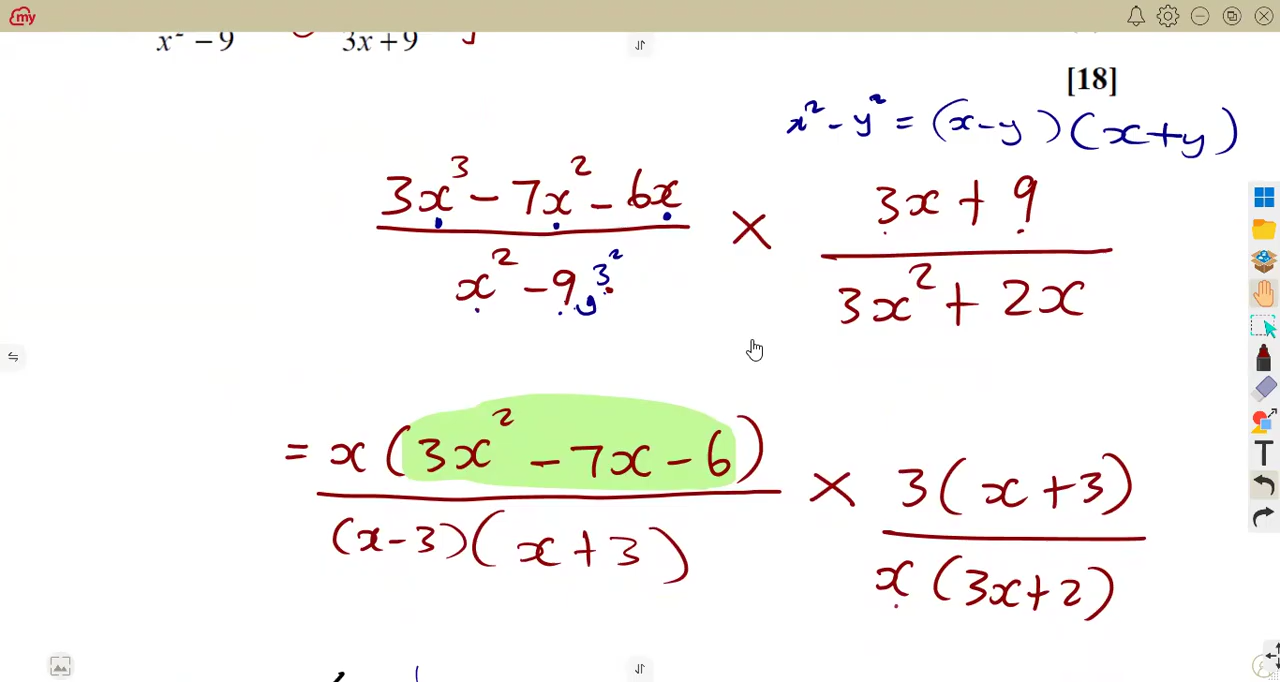 my
x² − 9 3x + 9
[18]
x² − y² = (x − y)(x + y)
3x³ − 7x² − 6x × 3x + 9
x² − 9 3² 3x² + 2x
y
= x(3x² − 7x − 6) × 3(x + 3)
(x − 3)(x + 3) x(3x + 2)
T